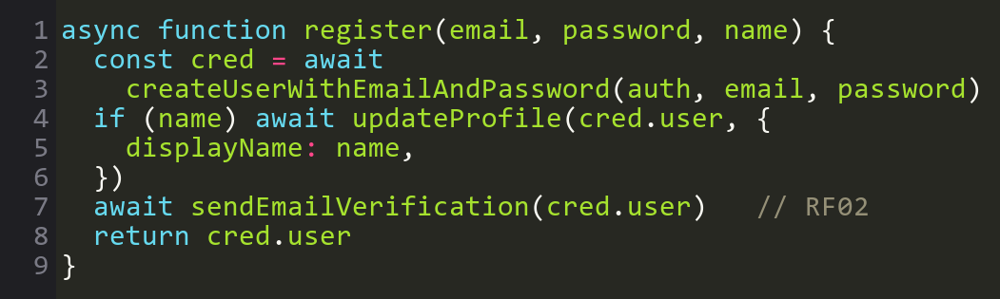 1 async function register(email, password, name) {
2   const cred = await
3     createUserWithEmailAndPassword(auth, email, password)
4   if (name) await updateProfile(cred.user, {
5     displayName: name,
6   })
7   await sendEmailVerification(cred.user)   // RF02
8   return cred.user
9 }